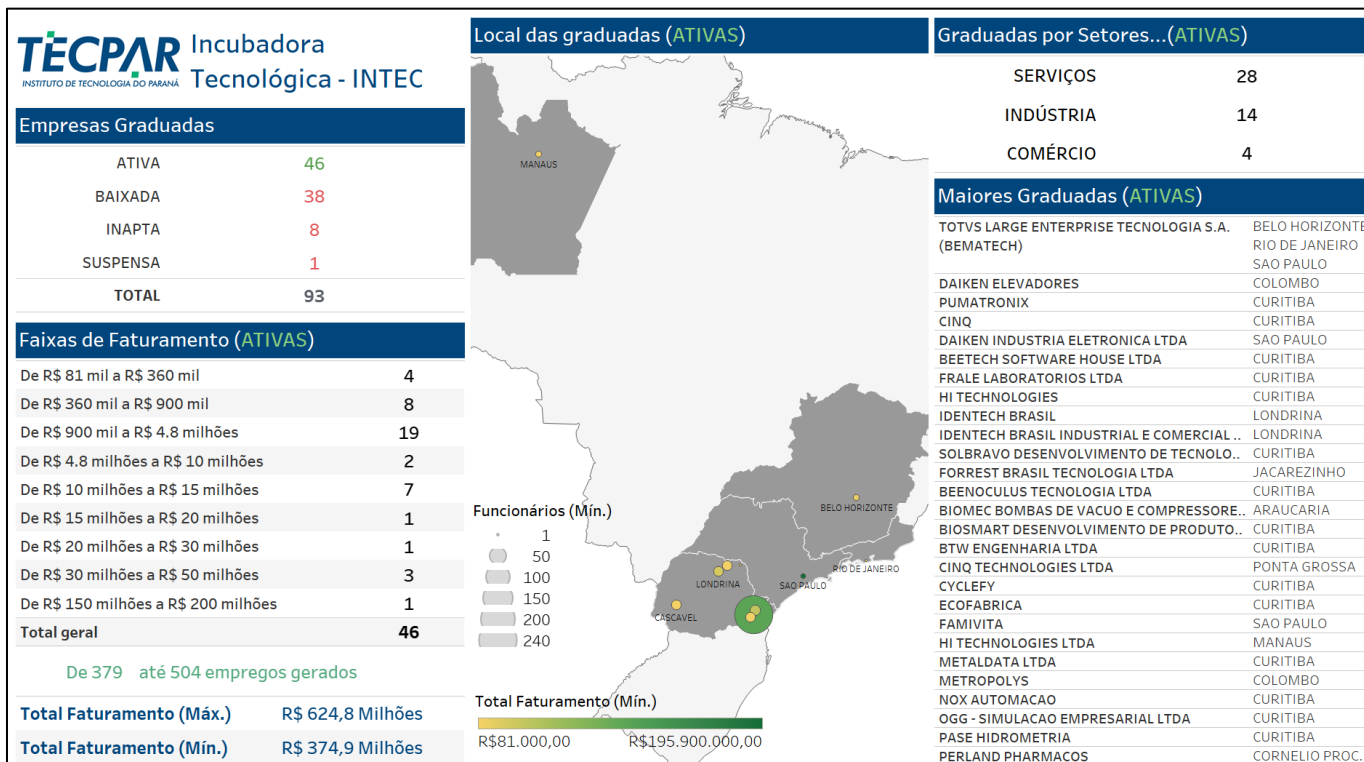 TECPAR
INSTITUTO DE TECNOLOGIA DO PARANÁ
Incubadora
Tecnológica - INTEC
Empresas Graduadas
ATIVA 46
BAIXADA 38
INAPTA 8
SUSPENSA 1
TOTAL 93
Faixas de Faturamento (ATIVAS)
De R$ 81 mil a R$ 360 mil 4
De R$ 360 mil a R$ 900 mil 8
De R$ 900 mil a R$ 4.8 milhões 19
De R$ 4.8 milhões a R$ 10 milhões 2
De R$ 10 milhões a R$ 15 milhões 7
De R$ 15 milhões a R$ 20 milhões 1
De R$ 20 milhões a R$ 30 milhões 1
De R$ 30 milhões a R$ 50 milhões 3
De R$ 150 milhões a R$ 200 milhões 1
Total geral 46
De 379 até 504 empregos gerados
Total Faturamento (Máx.) R$ 624,8 Milhões
Total Faturamento (Mín.) R$ 374,9 Milhões
Local das graduadas (ATIVAS)
MANAUS
BELO HORIZONTE
RIO DE JANEIRO
SAO PAULO
LONDRINA
CASCAVEL
Funcionários (Mín.)
1
50
100
150
200
240
Total Faturamento (Mín.)
R$81.000,00 R$195.900.000,00
Graduadas por Setores...(ATIVAS)
SERVIÇOS 28
INDÚSTRIA 14
COMÉRCIO 4
Maiores Graduadas (ATIVAS)
TOTVS LARGE ENTERPRISE TECNOLOGIA S.A. BELO HORIZONTE
(BEMATECH) RIO DE JANEIRO
SAO PAULO
DAIKEN ELEVADORES COLOMBO
PUMATRONIX CURITIBA
CINQ CURITIBA
DAIKEN INDUSTRIA ELETRONICA LTDA SAO PAULO
BEETECH SOFTWARE HOUSE LTDA CURITIBA
FRALE LABORATORIOS LTDA CURITIBA
HI TECHNOLOGIES CURITIBA
IDENTECH BRASIL LONDRINA
IDENTECH BRASIL INDUSTRIAL E COMERCIAL .. LONDRINA
SOLBRAVO DESENVOLVIMENTO DE TECNOLO.. CURITIBA
FORREST BRASIL TECNOLOGIA LTDA JACAREZINHO
BEENOCULUS TECNOLOGIA LTDA CURITIBA
BIOMEC BOMBAS DE VACUO E COMPRESSORE.. ARAUCARIA
BIOSMART DESENVOLVIMENTO DE PRODUTO.. CURITIBA
BTW ENGENHARIA LTDA CURITIBA
CINQ TECHNOLOGIES LTDA PONTA GROSSA
CYCLEFY CURITIBA
ECOFABRICA CURITIBA
FAMIVITA SAO PAULO
HI TECHNOLOGIES LTDA MANAUS
METALDATA LTDA CURITIBA
METROPOLYS COLOMBO
NOX AUTOMACAO CURITIBA
OGG - SIMULACAO EMPRESARIAL LTDA CURITIBA
PASE HIDROMETRIA CURITIBA
PERLAND PHARMACOS CORNELIO PROC..